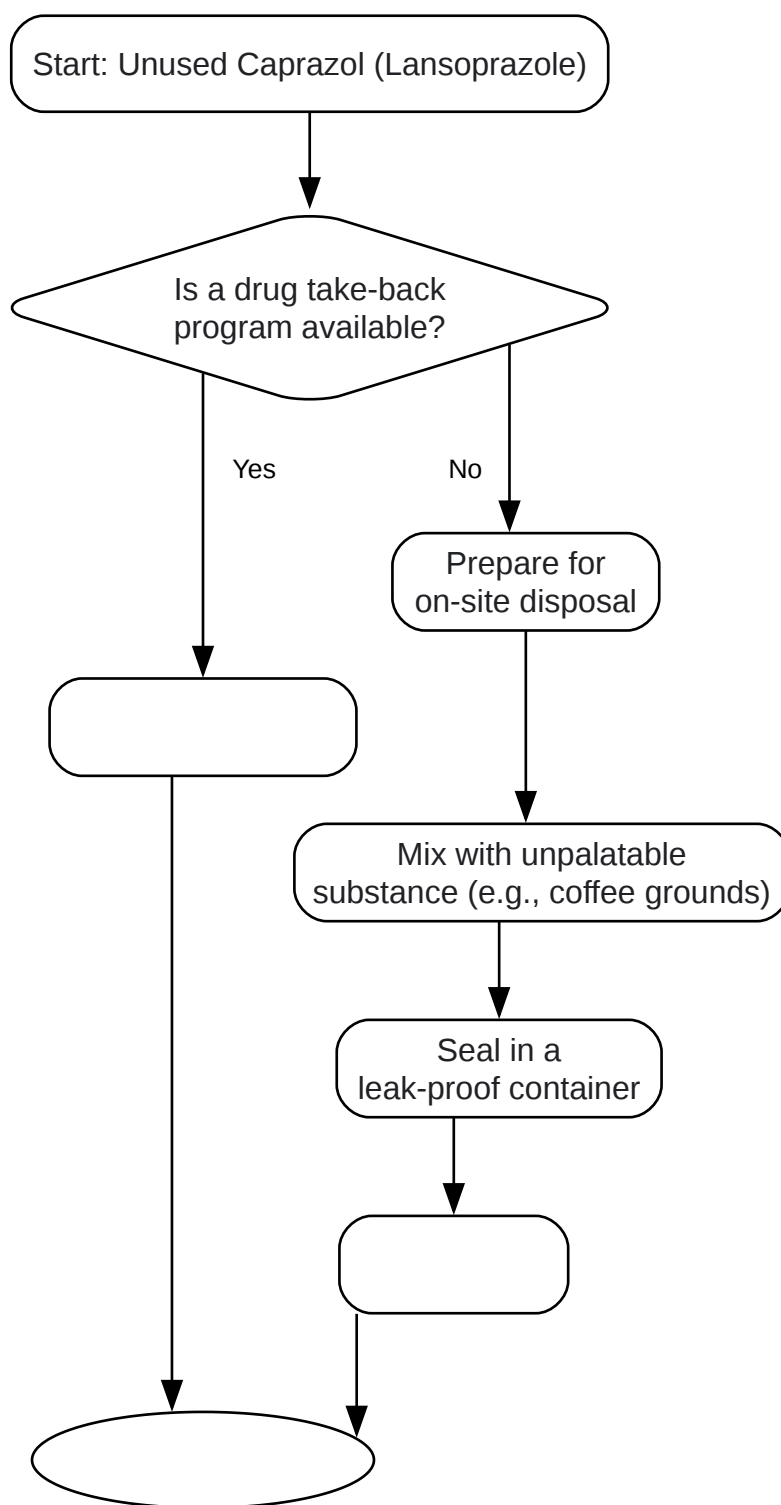 Start: Unused Caprazol (Lansoprazole)
Is a drug take-back
program available?
Yes
No
Prepare for
on-site disposal
Mix with unpalatable
substance (e.g., coffee grounds)
Seal in a
leak-proof container